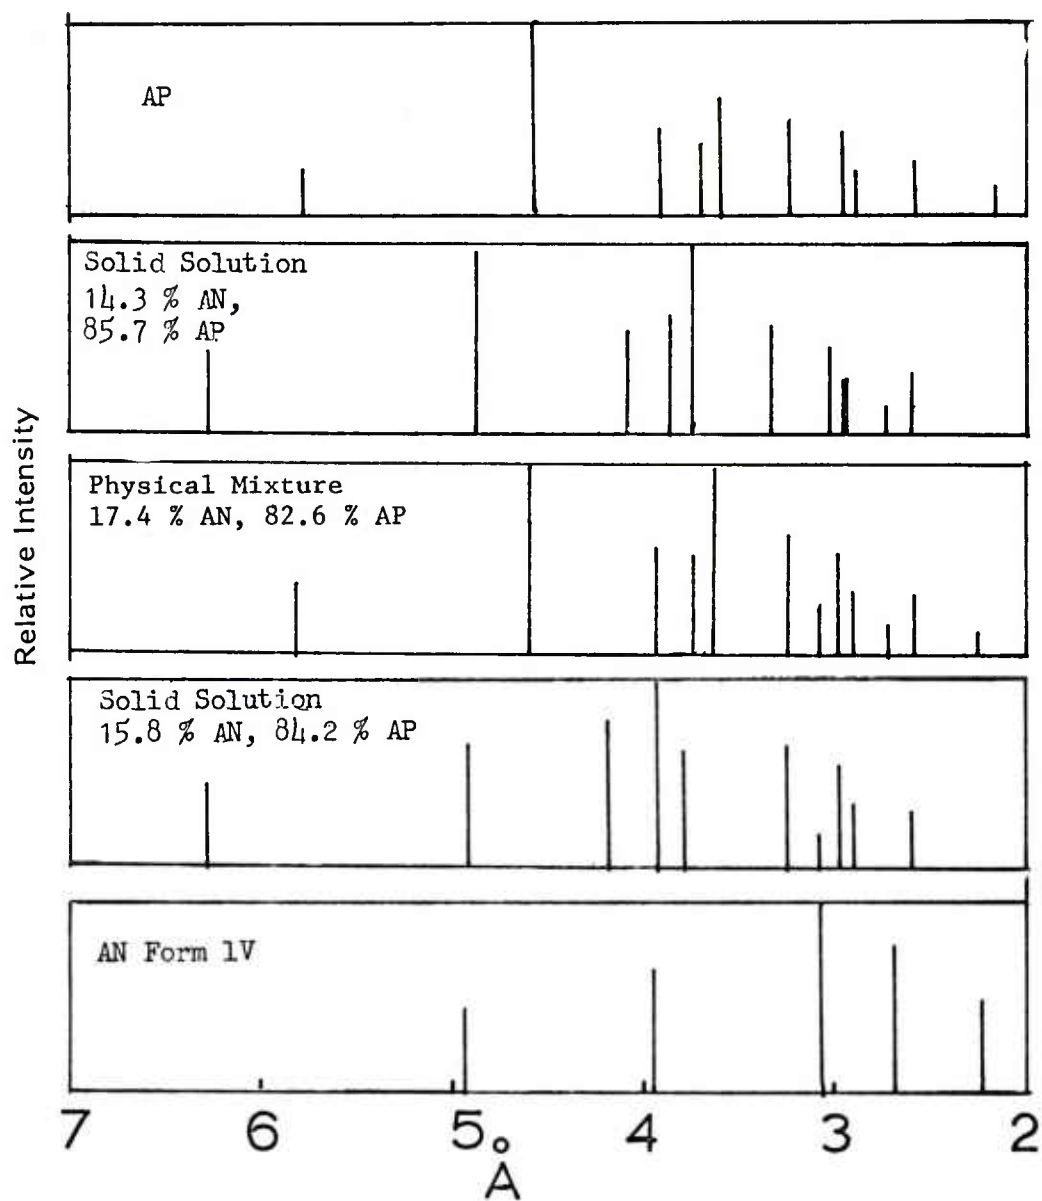 AP
Solid Solution
14.3 % AN,
85.7 % AP
Physical Mixture
17.4 % AN, 82.6 % AP
Solid Solution
15.8 % AN, 84.2 % AP
AN Form 1V
Relative Intensity
7 6 5 4 3 2
Å